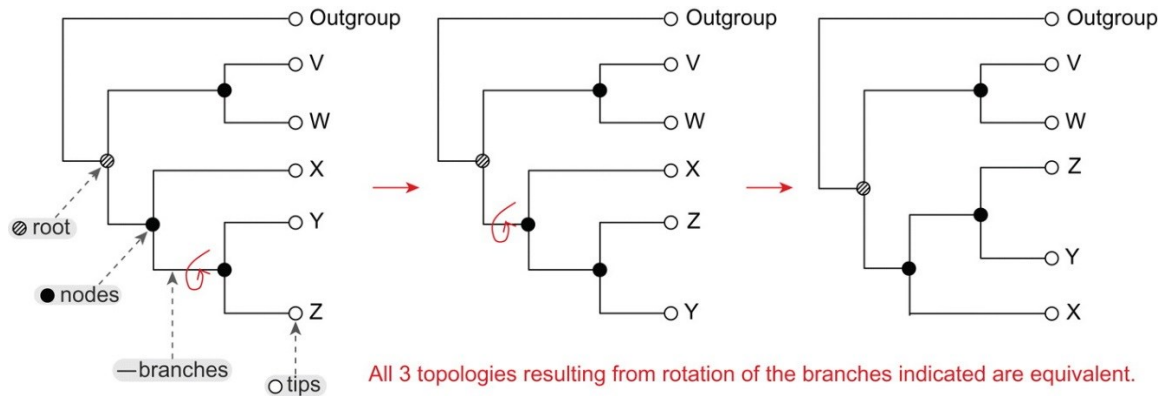 Outgroup
V
W
X
Y
Z
root
nodes
branches
tips
Outgroup
V
W
X
Z
Y
Outgroup
V
W
Z
Y
X
All 3 topologies resulting from rotation of the branches indicated are equivalent.